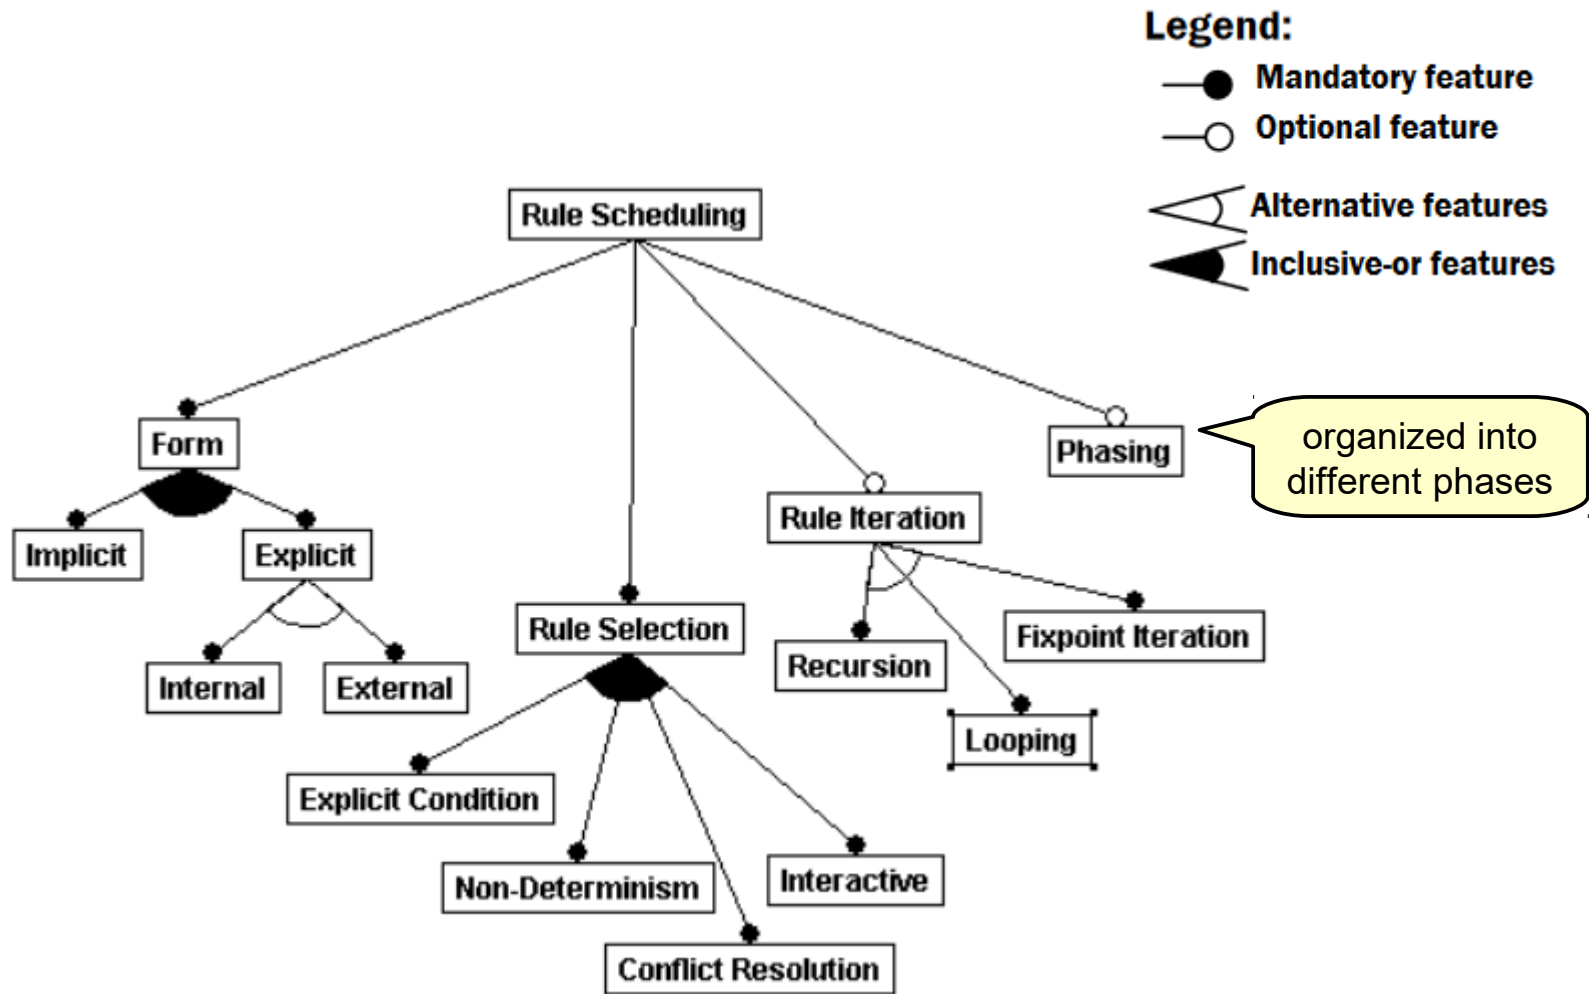 Legend:
Mandatory feature
Optional feature
Alternative features
Inclusive-or features
Rule Scheduling
Form
Phasing
organized into
different phases
Rule Iteration
Implicit
Explicit
Rule Selection
Fixpoint Iteration
Recursion
Internal
External
Looping
Explicit Condition
Non-Determinism
Interactive
Conflict Resolution